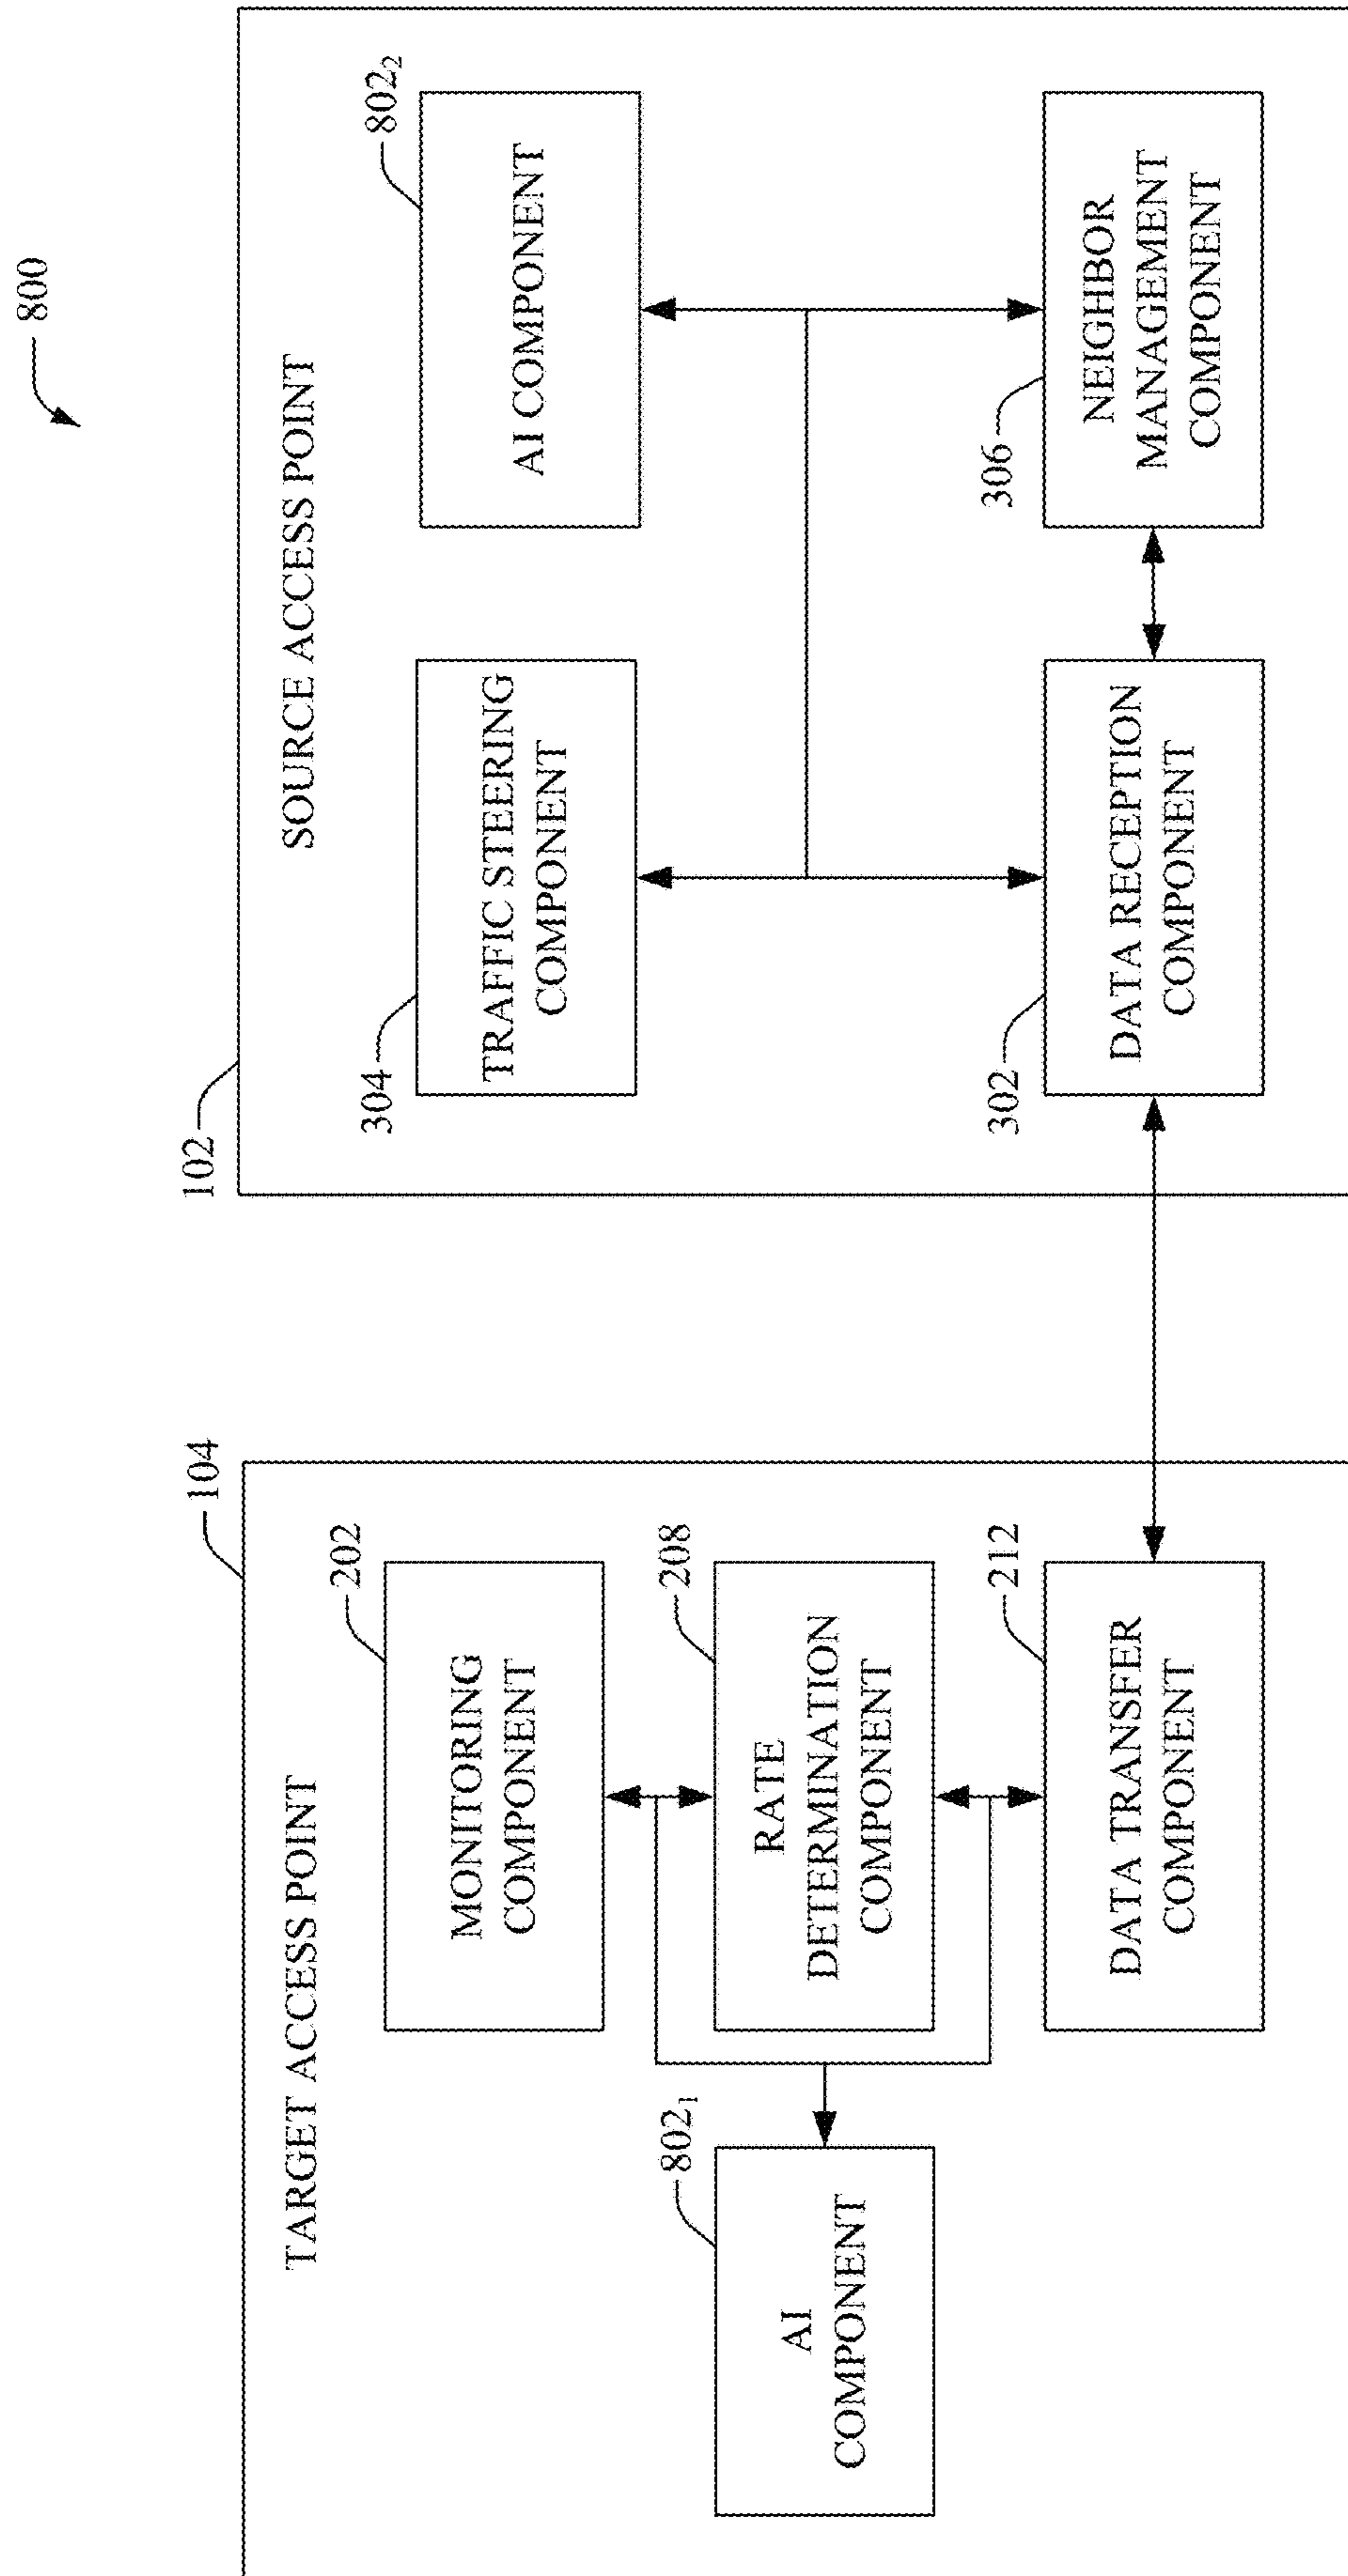 800
TARGET ACCESS POINT
104
MONITORING
COMPONENT
202
AI
COMPONENT
802₁
RATE
DETERMINATION
COMPONENT
208
DATA TRANSFER
COMPONENT
212
SOURCE ACCESS POINT
102
TRAFFIC STEERING
COMPONENT
304
AI COMPONENT
802₂
DATA RECEPTION
COMPONENT
302
NEIGHBOR
MANAGEMENT
COMPONENT
306